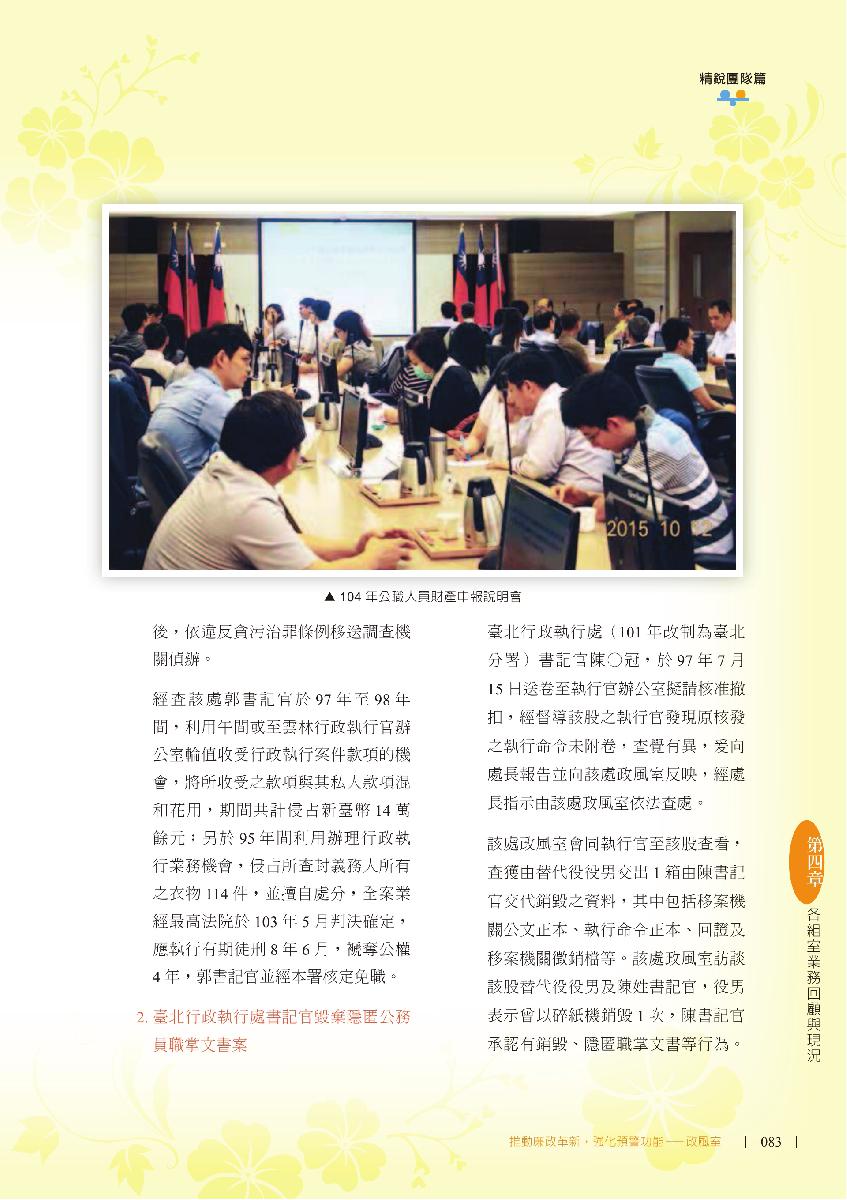 精銳團隊篇
2015 10 12
▲ 104 年公職人員財產申報說明會
後，依違反貪污治罪條例移送調查機
關偵辦。
經查該處郭書記官於 97 年至 98 年
間，利用午間或至雲林行政執行官辦
公室輪值收受行政執行案件款項的機
會，將所收受之款項與其私人款項混
和花用，期間共計侵占新臺幣 14 萬
餘元；另於 95 年間利用辦理行政執
行業務機會，侵占所查封義務人所有
之衣物 114 件，並擅自處分，全案業
經最高法院於 103 年 5 月判決確定，
應執行有期徒刑 8 年 6 月，褫奪公權
4 年，郭書記官並經本署核定免職。
2. 臺北行政執行處書記官毀棄隱匿公務
員職掌文書案
臺北行政執行處（101 年改制為臺北
分署）書記官陳○冠，於 97 年 7 月
15 日送卷至執行官辦公室擬請核准撤
扣，經督導該股之執行官發現原核發
之執行命令未附卷，查覺有異，爰向
處長報告並向該處政風室反映，經處
長指示由該處政風室依法查處。
該處政風室會同執行官至該股查看，
查獲由替代役役男交出 1 箱由陳書記
官交代銷毀之資料，其中包括移案機
關公文正本、執行命令正本、回證及
移案機關徵銷檔等。該處政風室訪談
該股替代役役男及陳姓書記官，役男
表示曾以碎紙機銷毀 1 次，陳書記官
承認有銷毀、隱匿職掌文書等行為。
第四章
各組室業務回顧與現況
推動廉政革新，強化預警功能——政風室
083